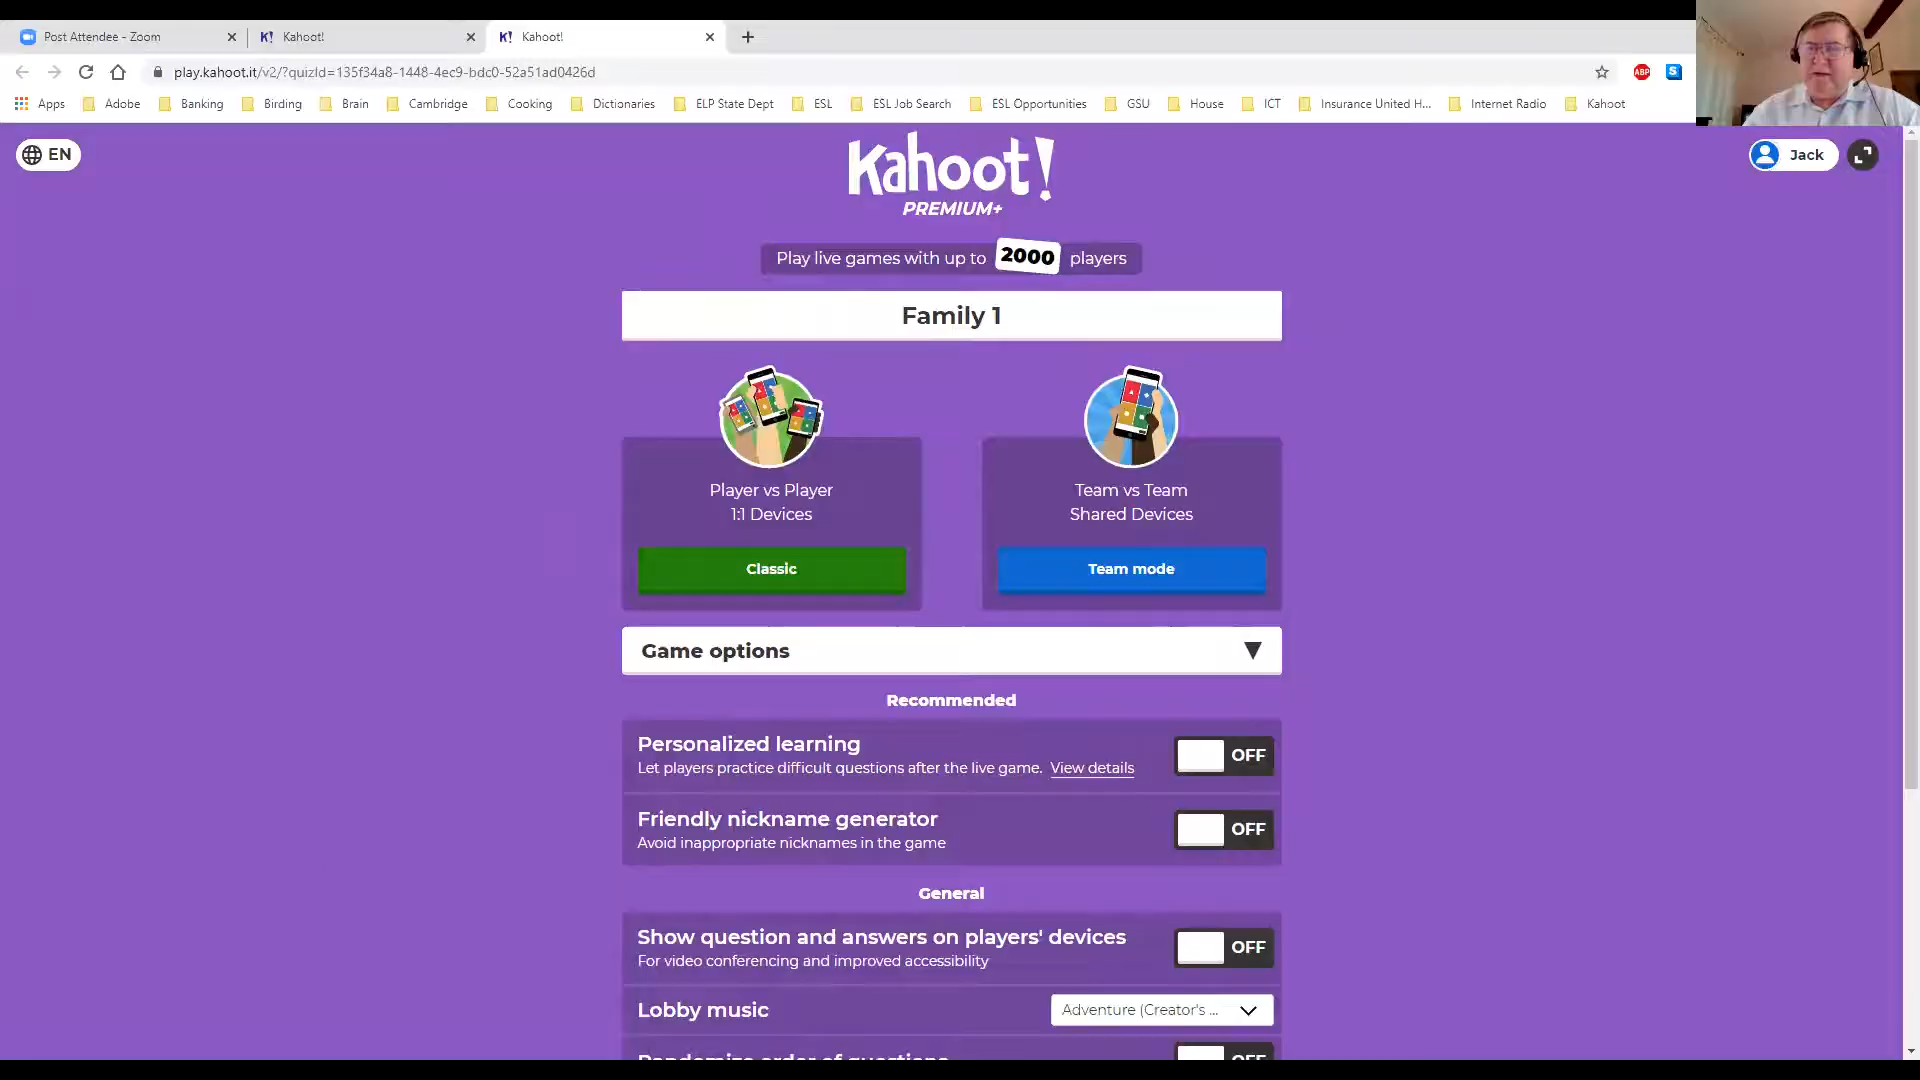 Post Attendee - Zoom
K! Kahoot!
K! Kahoot!
play.kahoot.it/v2/?quizId=135f34a8-1448-4ec9-bdc0-52a51ad0426d
ABP
S
Apps Adobe Banking Birding Brain Cambridge Cooking Dictionaries ELP State Dept ESL ESL Job Search ESL Opportunities GSU House ICT Insurance United H... Internet Radio Kahoot
EN
Kahoot!
PREMIUM+
Jack
Play live games with up to 2000 players
Family 1
Player vs Player
1:1 Devices
Classic
Team vs Team
Shared Devices
Team mode
Game options
Recommended
Personalized learning
Let players practice difficult questions after the live game. View details
OFF
Friendly nickname generator
Avoid inappropriate nicknames in the game
OFF
General
Show question and answers on players' devices
For video conferencing and improved accessibility
OFF
Lobby music
Adventure (Creator's ...
Randomize order of questions
OFF